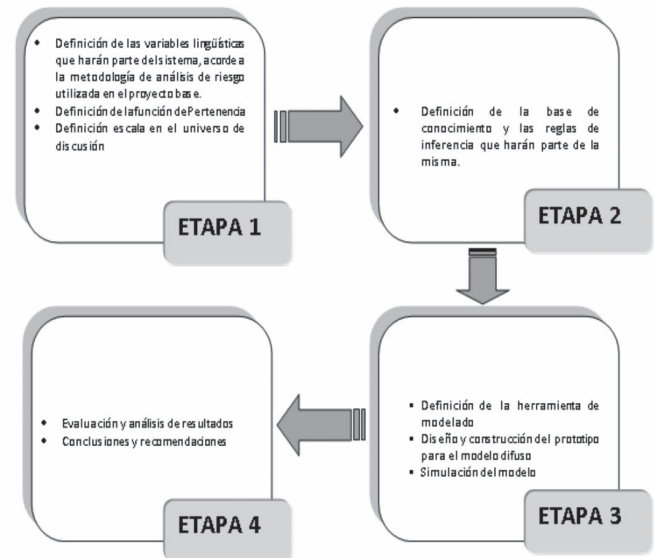 • Definición de las variables lingüísticas
que harán parte del sistema, acorde a
la metodología de análisis de riesgo
utilizada en el proyecto base.
• Definición de la función de Pertenencia
• Definición escala en el universo de
discusión
ETAPA 1
• Definición de la base de
conocimiento y las reglas de
inferencia que harán parte de la
misma.
ETAPA 2
▪ Definición de la herramienta de
modelado
▪ Diseño y construcción del prototipo
para el modelo difuso
▪ Simulación del modelo
ETAPA 3
• Evaluación y análisis de resultados
• Conclusiones y recomendaciones
ETAPA 4